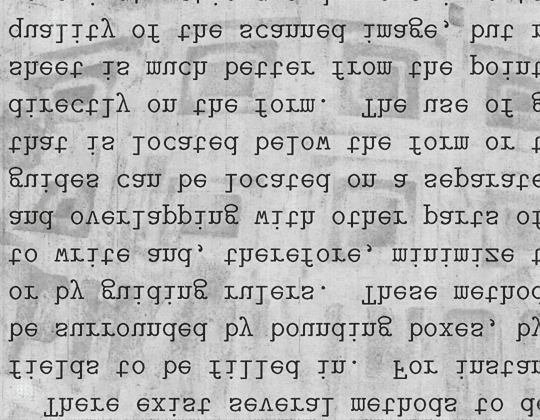 There exist several methods to de
fields to be filled in. For instan
be surrounded by bounding boxes, by
or by guiding rulers. These method
to write and, therefore, minimize t
and overlapping with other parts of
guides can be located on a separate
that is located below the form or t
directly on the form. The use of g
sheet is much better from the point
quality of the scanned image, but r